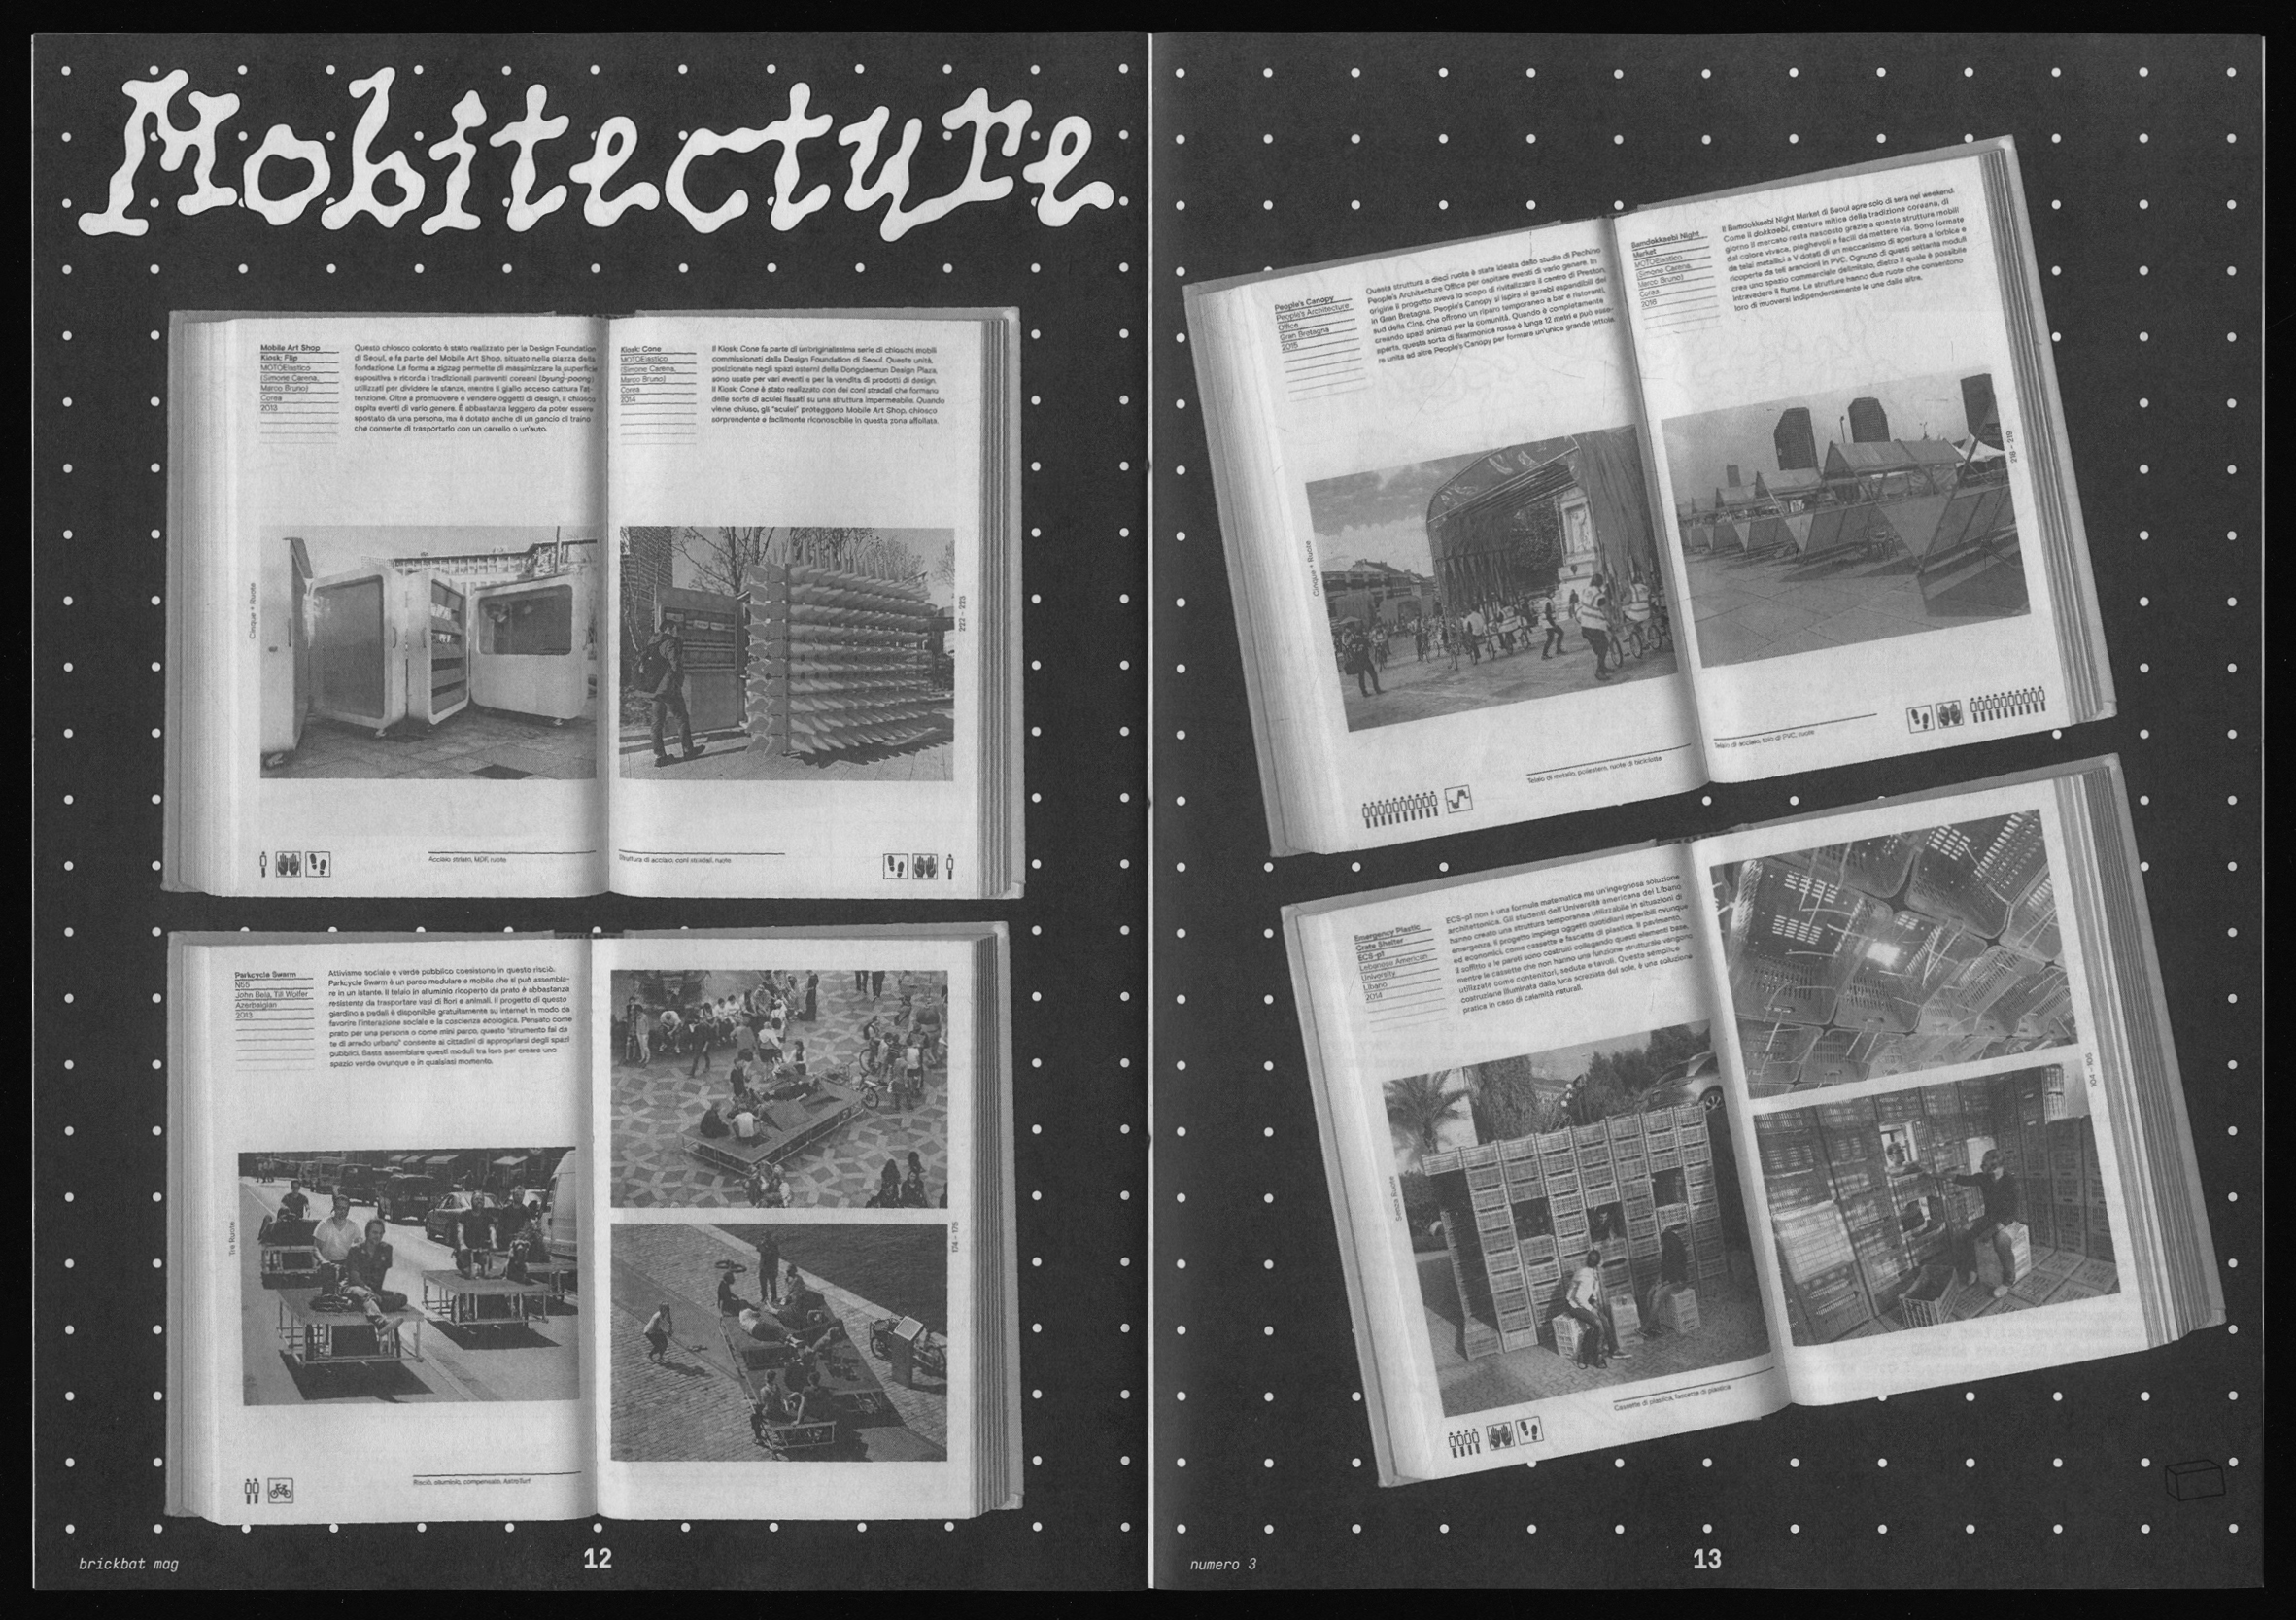 Mobitecture
Mobile Art Shop
Kiosk: Flip
MOTOElastico
(Simone Carena,
Marco Bruno)
Corea
2013
Questo chiosco colorato è stato realizzato per la Design Foundation
di Seoul, e fa parte del Mobile Art Shop, situato nella piazza della
fondazione. La forma a zigzag permette di massimizzare la superficie
espositiva e ricorda i tradizionali paraventi coreani (byung-poong)
utilizzati per dividere le stanze, mentre il giallo acceso cattura l'at-
tenzione. Oltre a promuovere e vendere oggetti di design, il chiosco
ospita eventi di vario genere. È abbastanza leggero da poter essere
spostato da una persona, ma è dotato anche di un gancio di traino
che consente di trasportarlo con un carrello o un'auto.
Cinque + Ruote
Acciaio striato, MDF, ruote
Kiosk: Cone
MOTOElastico
(Simone Carena,
Marco Bruno)
Corea
2014
Il Kiosk: Cone fa parte di un'originalissima serie di chioschi mobili
commissionati dalla Design Foundation di Seoul. Queste unità,
posizionate negli spazi esterni della Dongdaemun Design Plaza,
sono usate per vari eventi e per la vendita di prodotti di design.
Il Kiosk: Cone è stato realizzato con dei coni stradali che formano
delle sorte di aculei fissati su una struttura impermeabile. Quando
viene chiuso, gli "aculei" proteggono Mobile Art Shop, chiosco
sorprendente e facilmente riconoscibile in questa zona affollata.
222 – 223
Struttura di acciaio, coni stradali, ruote
Parkcycle Swarm
N55
John Bela, Till Wolfer
Azerbaigian
2013
Attivismo sociale e verde pubblico coesistono in questo risciò.
Parkcycle Swarm è un parco modulare e mobile che si può assembla-
re in un istante. Il telaio in alluminio ricoperto da prato è abbastanza
resistente da trasportare vasi di fiori e animali. Il progetto di questo
giardino a pedali è disponibile gratuitamente su internet in modo da
favorire l'interazione sociale e la coscienza ecologica. Pensato come
prato per una persona o come mini parco, questo "strumento fai da
te di arredo urbano" consente ai cittadini di appropriarsi degli spazi
pubblici. Basta assemblare questi moduli tra loro per creare uno
spazio verde ovunque e in qualsiasi momento.
Tre Ruote
Risciò, alluminio, compensato, AstroTurf
174 – 175
brickbat mag
12
People's Canopy
People's Architecture
Office
Gran Bretagna
2015
Questa struttura a dieci ruote è stata ideata dallo studio di Pechino
People's Architecture Office per ospitare eventi di vario genere. In
origine il progetto aveva lo scopo di rivitalizzare il centro di Preston,
in Gran Bretagna. People's Canopy si ispira ai gazebi espandibili del
sud della Cina, che offrono un riparo temporaneo a bar e ristoranti,
creando spazi animati per la comunità. Quando è completamente
aperta, questa sorta di fisarmonica rossa è lunga 12 metri e può esse-
re unita ad altre People's Canopy per formare un'unica grande tettoia.
Cinque + Ruote
Telaio di metallo, poliestere, ruote di bicicletta
Bamdokkaebi Night
Market
MOTOElastico
(Simone Carena,
Marco Bruno)
Corea
2016
Il Bamdokkaebi Night Market di Seoul apre solo di sera nel weekend.
Come il dokkaebi, creatura mitica della tradizione coreana, di
giorno il mercato resta nascosto grazie a queste strutture mobili
dal colore vivace, pieghevoli e facili da mettere via. Sono formate
da telai metallici a V dotati di un meccanismo di apertura a forbice e
ricoperte da teli arancioni in PVC. Ognuno di questi settanta moduli
crea uno spazio commerciale delimitato, dietro il quale è possibile
intravedere il fiume. Le strutture hanno due ruote che consentono
loro di muoversi indipendentemente le une dalle altre.
218 – 219
Telaio di acciaio, telo di PVC, ruote
Emergency Plastic
Crate Shelter
ECS-p1
Lebanese American
University
Libano
2014
ECS-p1 non è una formula matematica ma un'ingegnosa soluzione
architettonica. Gli studenti dell'Università americana del Libano
hanno creato una struttura temporanea utilizzabile in situazioni di
emergenza. Il progetto impiega oggetti quotidiani reperibili ovunque
ed economici, come cassette e fascette di plastica. Il pavimento,
il soffitto e le pareti sono costruiti collegando questi elementi base,
mentre le cassette che non hanno una funzione strutturale vengono
utilizzate come contenitori, sedute e tavoli. Questa semplice
costruzione illuminata dalla luce screziata del sole, è una soluzione
pratica in caso di calamità naturali.
Senza Ruote
Cassette di plastica, fascette di plastica
104 – 105
numero 3
13